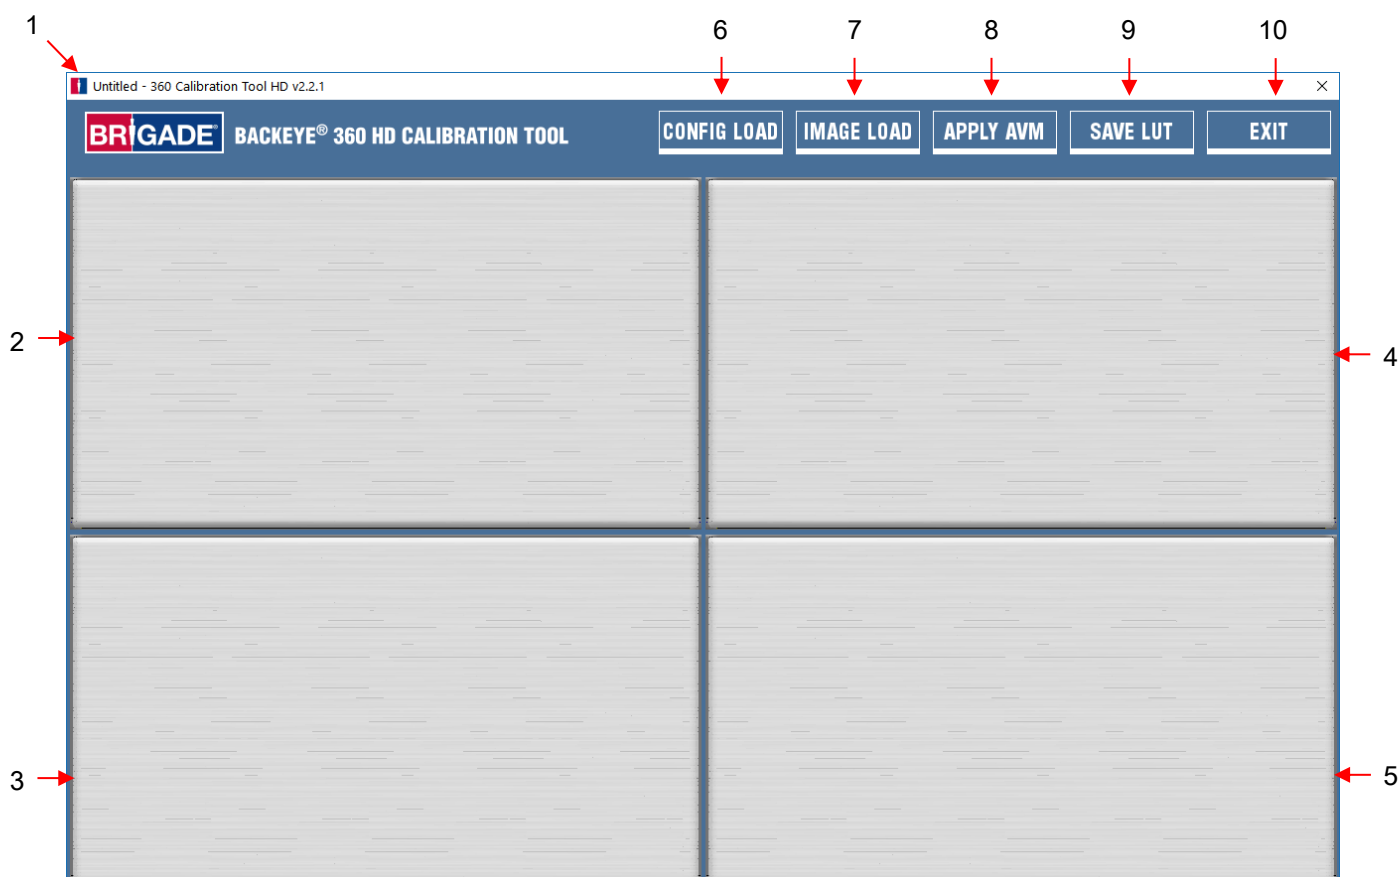 1
6
7
8
9
10
Untitled - 360 Calibration Tool HD v2.2.1
BRIGADE®
BACKEYE® 360 HD CALIBRATION TOOL
CONFIG LOAD
IMAGE LOAD
APPLY AVM
SAVE LUT
EXIT
2
4
3
5